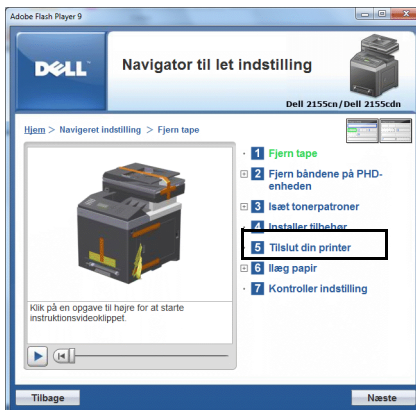 Adobe Flash Player 9
DELL
Navigator til let indstilling
Dell 2155cn/Dell 2155cdn
Hjem > Navigeret indstilling > Fjern tape
1 Fjern tape
2 Fjern båndene på PHD-
enheden
3 Isæt tonerpatroner
4 Installer tilbehør
5 Tilslut din printer
6 Ilæg papir
7 Kontroller indstilling
Klik på en opgave til højre for at starte
instruktionsvideoklippet.
Tilbage
Næste